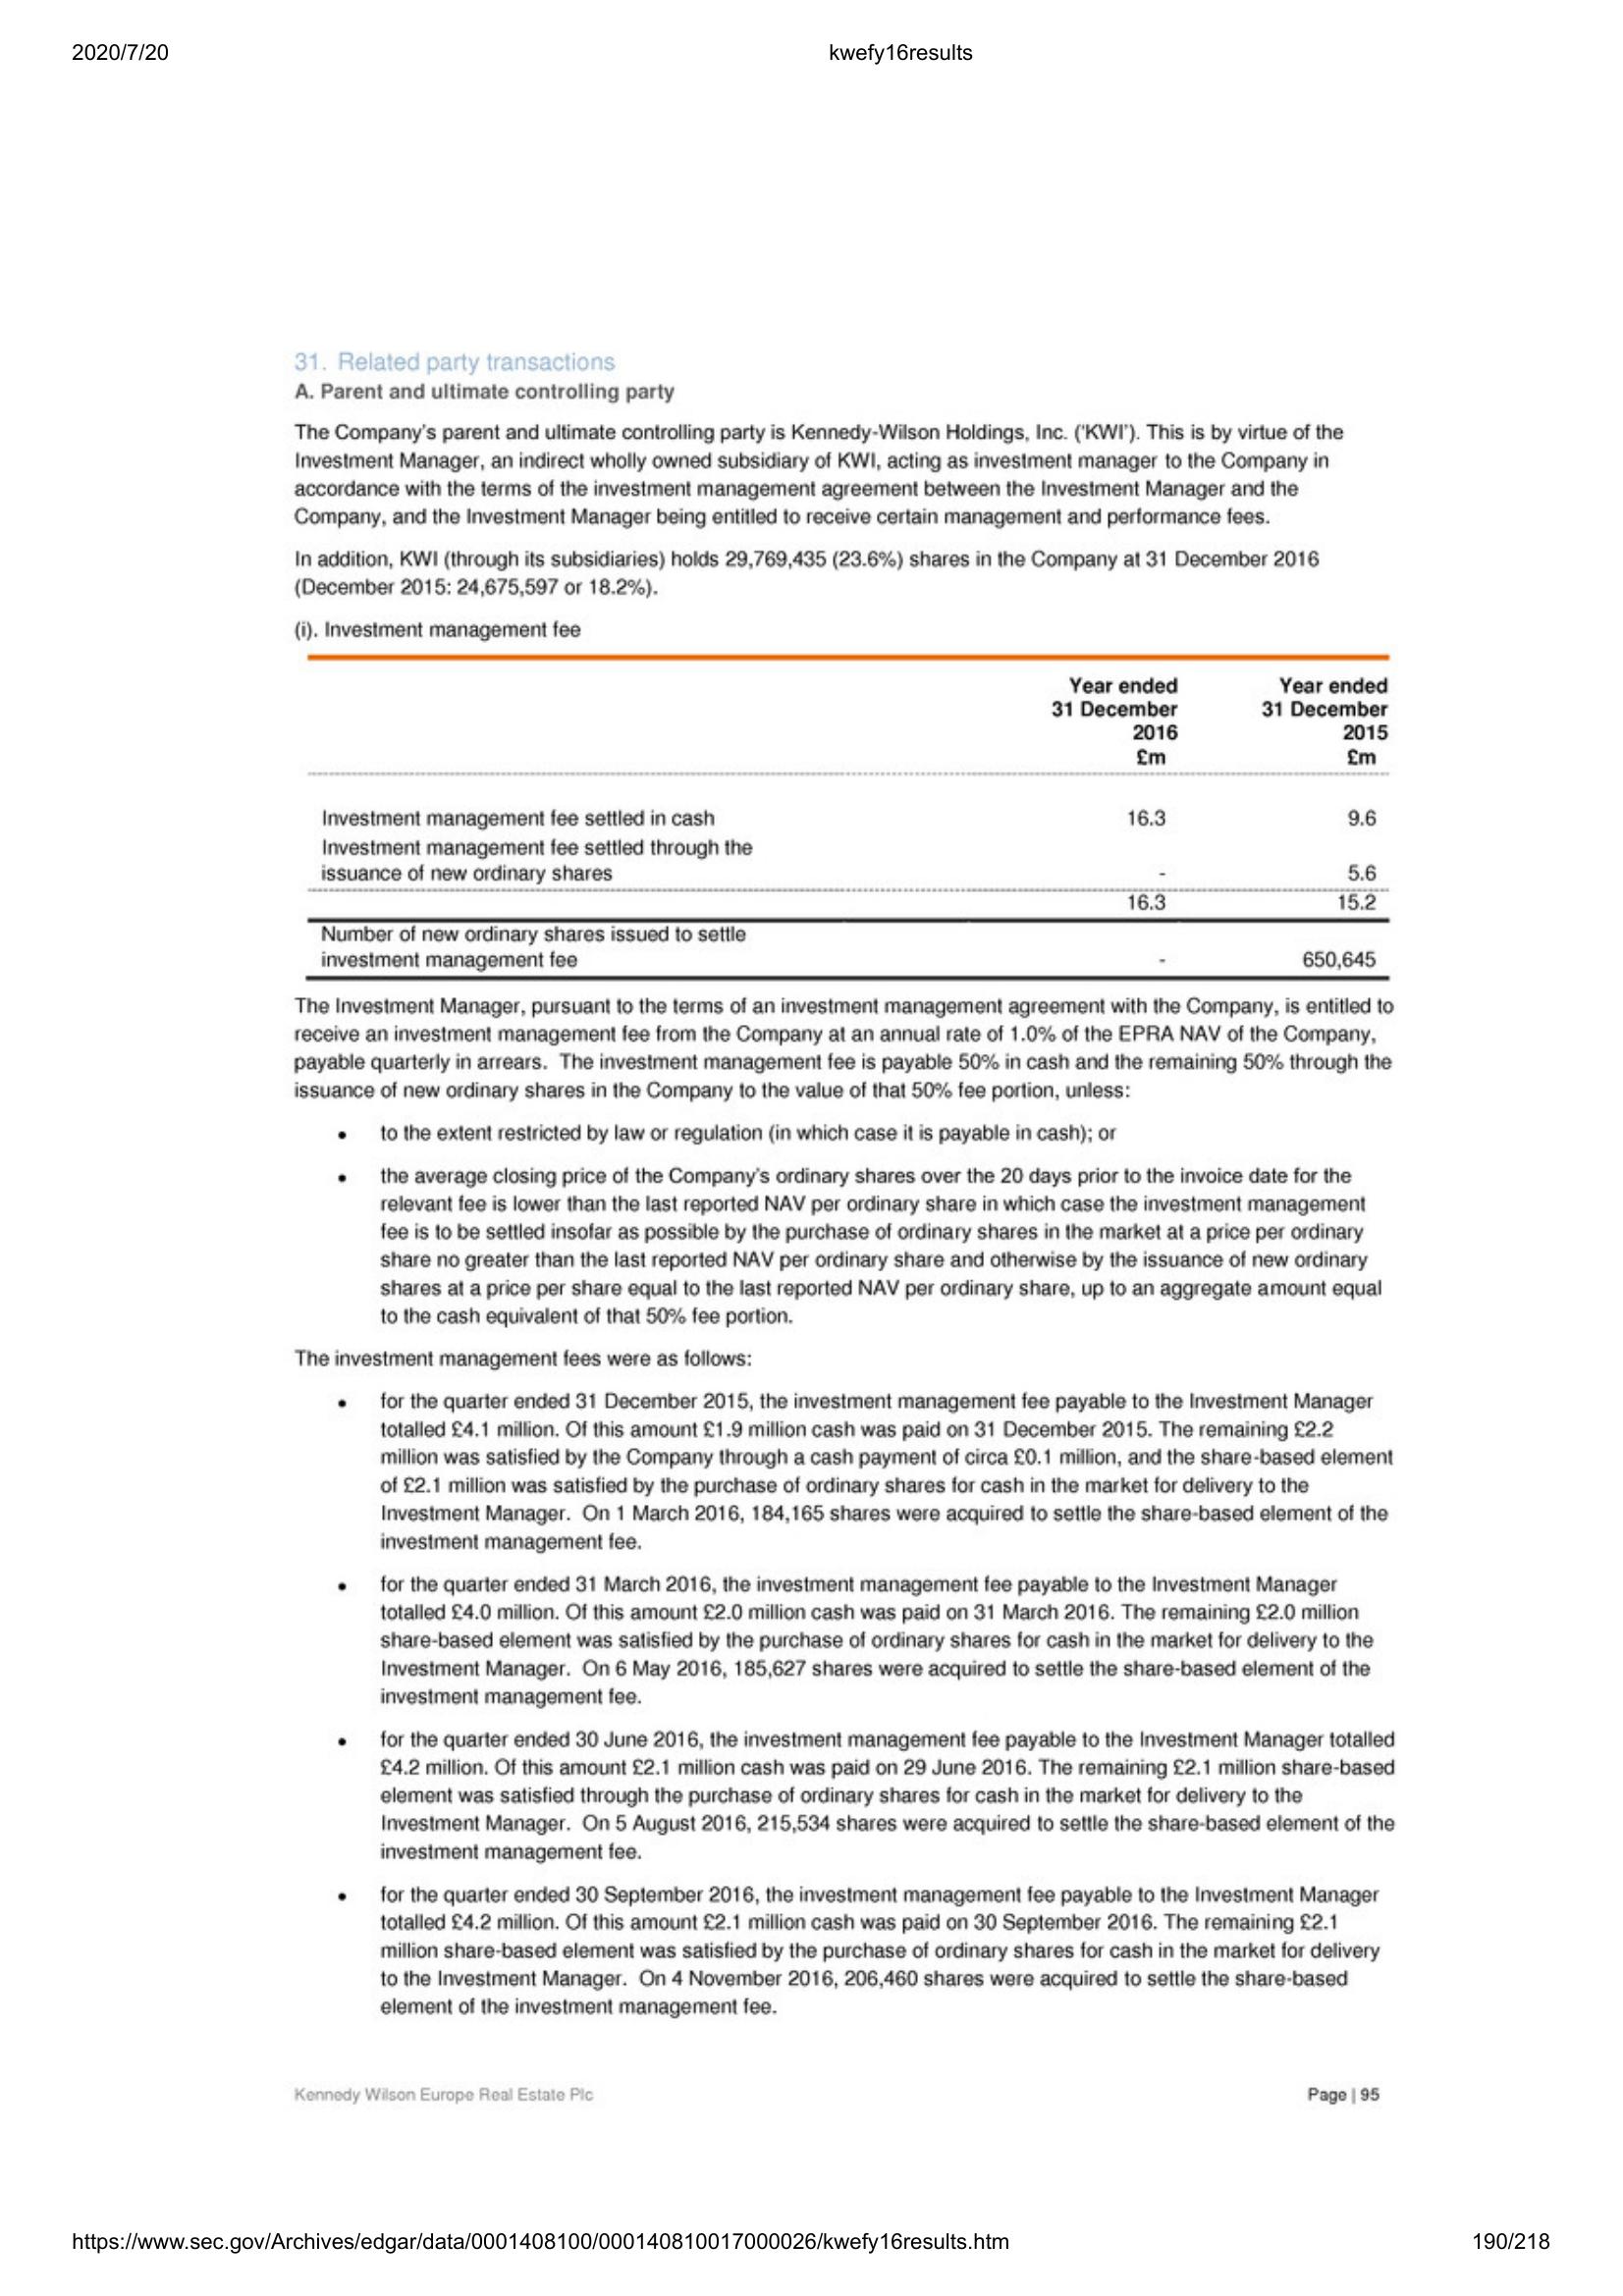 2020/7/20 kwefy16results
31. Related party transactions
A. Parent and ultimate controlling party
The Company's parent and ultimate controlling party is Kennedy-Wilson Holdings, Inc. ('KWI'). This is by virtue of the
Investment Manager, an indirect wholly owned subsidiary of KWI, acting as investment manager to the Company in
accordance with the terms of the investment management agreement between the Investment Manager and the
Company, and the Investment Manager being entitled to receive certain management and performance fees.
In addition, KWI (through its subsidiaries) holds 29,769,435 (23.6%) shares in the Company at 31 December 2016
(December 2015: 24,675,597 or 18.2%).
(i). Investment management fee
Year ended Year ended
31 December 31 December
2016 2015
£m £m
Investment management fee settled in cash 16.3 9.6
Investment management fee settled through the
issuance of new ordinary shares - 5.6
16.3 15.2
Number of new ordinary shares issued to settle
investment management fee - 650,645
The Investment Manager, pursuant to the terms of an investment management agreement with the Company, is entitled to
receive an investment management fee from the Company at an annual rate of 1.0% of the EPRA NAV of the Company,
payable quarterly in arrears. The investment management fee is payable 50% in cash and the remaining 50% through the
issuance of new ordinary shares in the Company to the value of that 50% fee portion, unless:
• to the extent restricted by law or regulation (in which case it is payable in cash); or
• the average closing price of the Company's ordinary shares over the 20 days prior to the invoice date for the
relevant fee is lower than the last reported NAV per ordinary share in which case the investment management
fee is to be settled insofar as possible by the purchase of ordinary shares in the market at a price per ordinary
share no greater than the last reported NAV per ordinary share and otherwise by the issuance of new ordinary
shares at a price per share equal to the last reported NAV per ordinary share, up to an aggregate amount equal
to the cash equivalent of that 50% fee portion.
The investment management fees were as follows:
• for the quarter ended 31 December 2015, the investment management fee payable to the Investment Manager
totalled £4.1 million. Of this amount £1.9 million cash was paid on 31 December 2015. The remaining £2.2
million was satisfied by the Company through a cash payment of circa £0.1 million, and the share-based element
of £2.1 million was satisfied by the purchase of ordinary shares for cash in the market for delivery to the
Investment Manager. On 1 March 2016, 184,165 shares were acquired to settle the share-based element of the
investment management fee.
• for the quarter ended 31 March 2016, the investment management fee payable to the Investment Manager
totalled £4.0 million. Of this amount £2.0 million cash was paid on 31 March 2016. The remaining £2.0 million
share-based element was satisfied by the purchase of ordinary shares for cash in the market for delivery to the
Investment Manager. On 6 May 2016, 185,627 shares were acquired to settle the share-based element of the
investment management fee.
• for the quarter ended 30 June 2016, the investment management fee payable to the Investment Manager totalled
£4.2 million. Of this amount £2.1 million cash was paid on 29 June 2016. The remaining £2.1 million share-based
element was satisfied through the purchase of ordinary shares for cash in the market for delivery to the
Investment Manager. On 5 August 2016, 215,534 shares were acquired to settle the share-based element of the
investment management fee.
• for the quarter ended 30 September 2016, the investment management fee payable to the Investment Manager
totalled £4.2 million. Of this amount £2.1 million cash was paid on 30 September 2016. The remaining £2.1
million share-based element was satisfied by the purchase of ordinary shares for cash in the market for delivery
to the Investment Manager. On 4 November 2016, 206,460 shares were acquired to settle the share-based
element of the investment management fee.
Kennedy Wilson Europe Real Estate Plc Page | 95
https://www.sec.gov/Archives/edgar/data/0001408100/000140810017000026/kwefy16results.htm 190/218